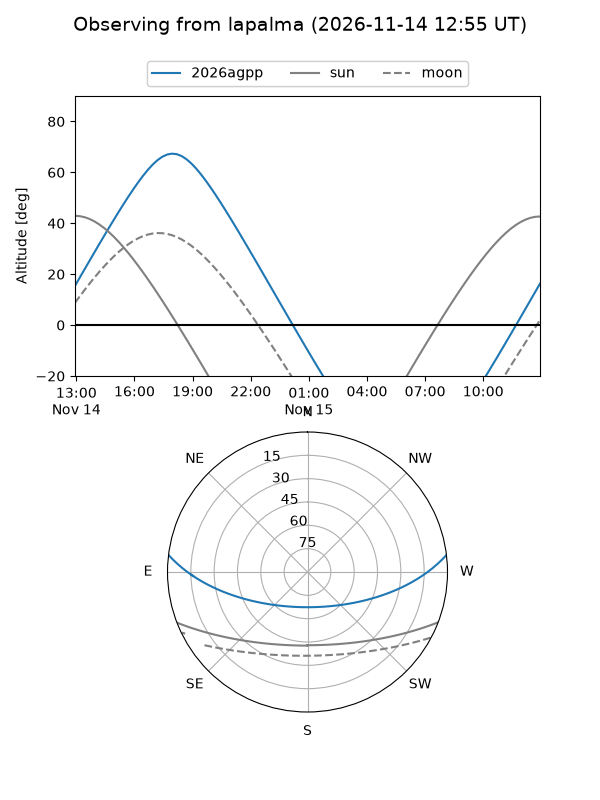 Observing from lapalma (2026-11-14 12:55 UT)
2026agpp sun moon
Altitude [deg]
80
60
40
20
0
−20
13:00 16:00 19:00 22:00 01:00 04:00 07:00 10:00
Nov 14 Nov 15
N
NE NW
15
30
45
60
75
E W
SE SW
S